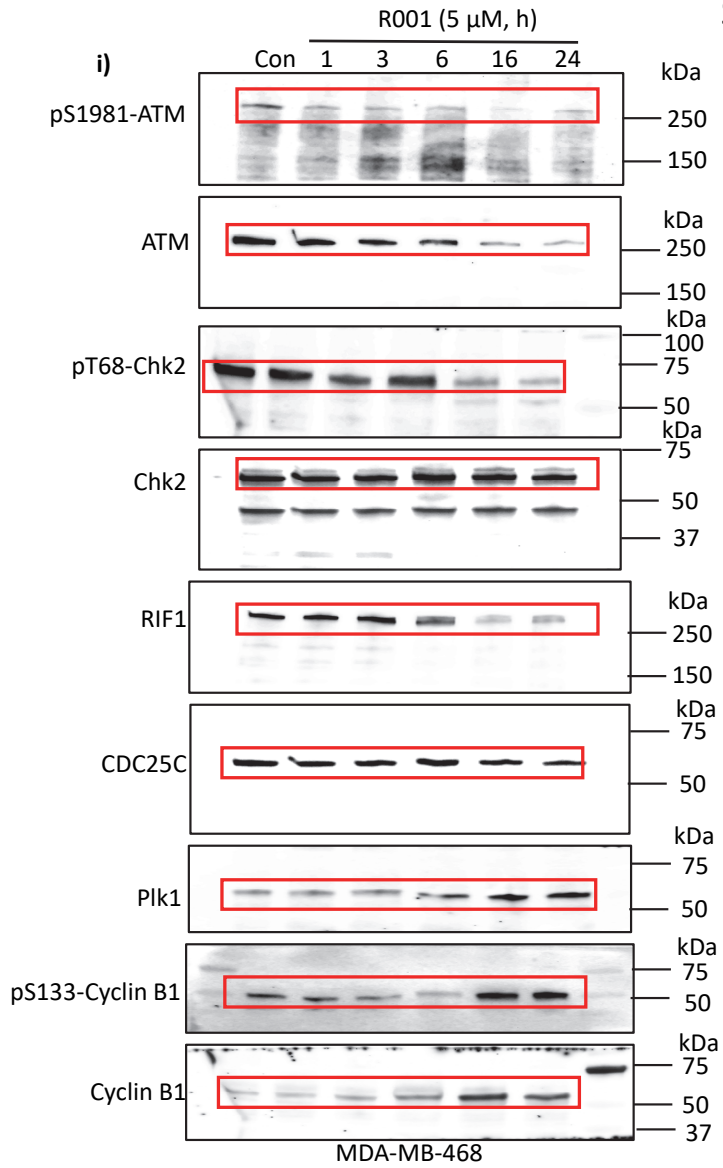 R001 (5 μM, h)
i)
Con 1 3 6 16 24
kDa
pS1981-ATM
250
150
kDa
ATM
250
150
kDa
100
pT68-Chk2
75
50
kDa
75
Chk2
50
37
kDa
RIF1
250
150
kDa
75
CDC25C
50
kDa
75
Plk1
50
kDa
75
pS133-Cyclin B1
50
kDa
75
Cyclin B1
50
37
MDA-MB-468